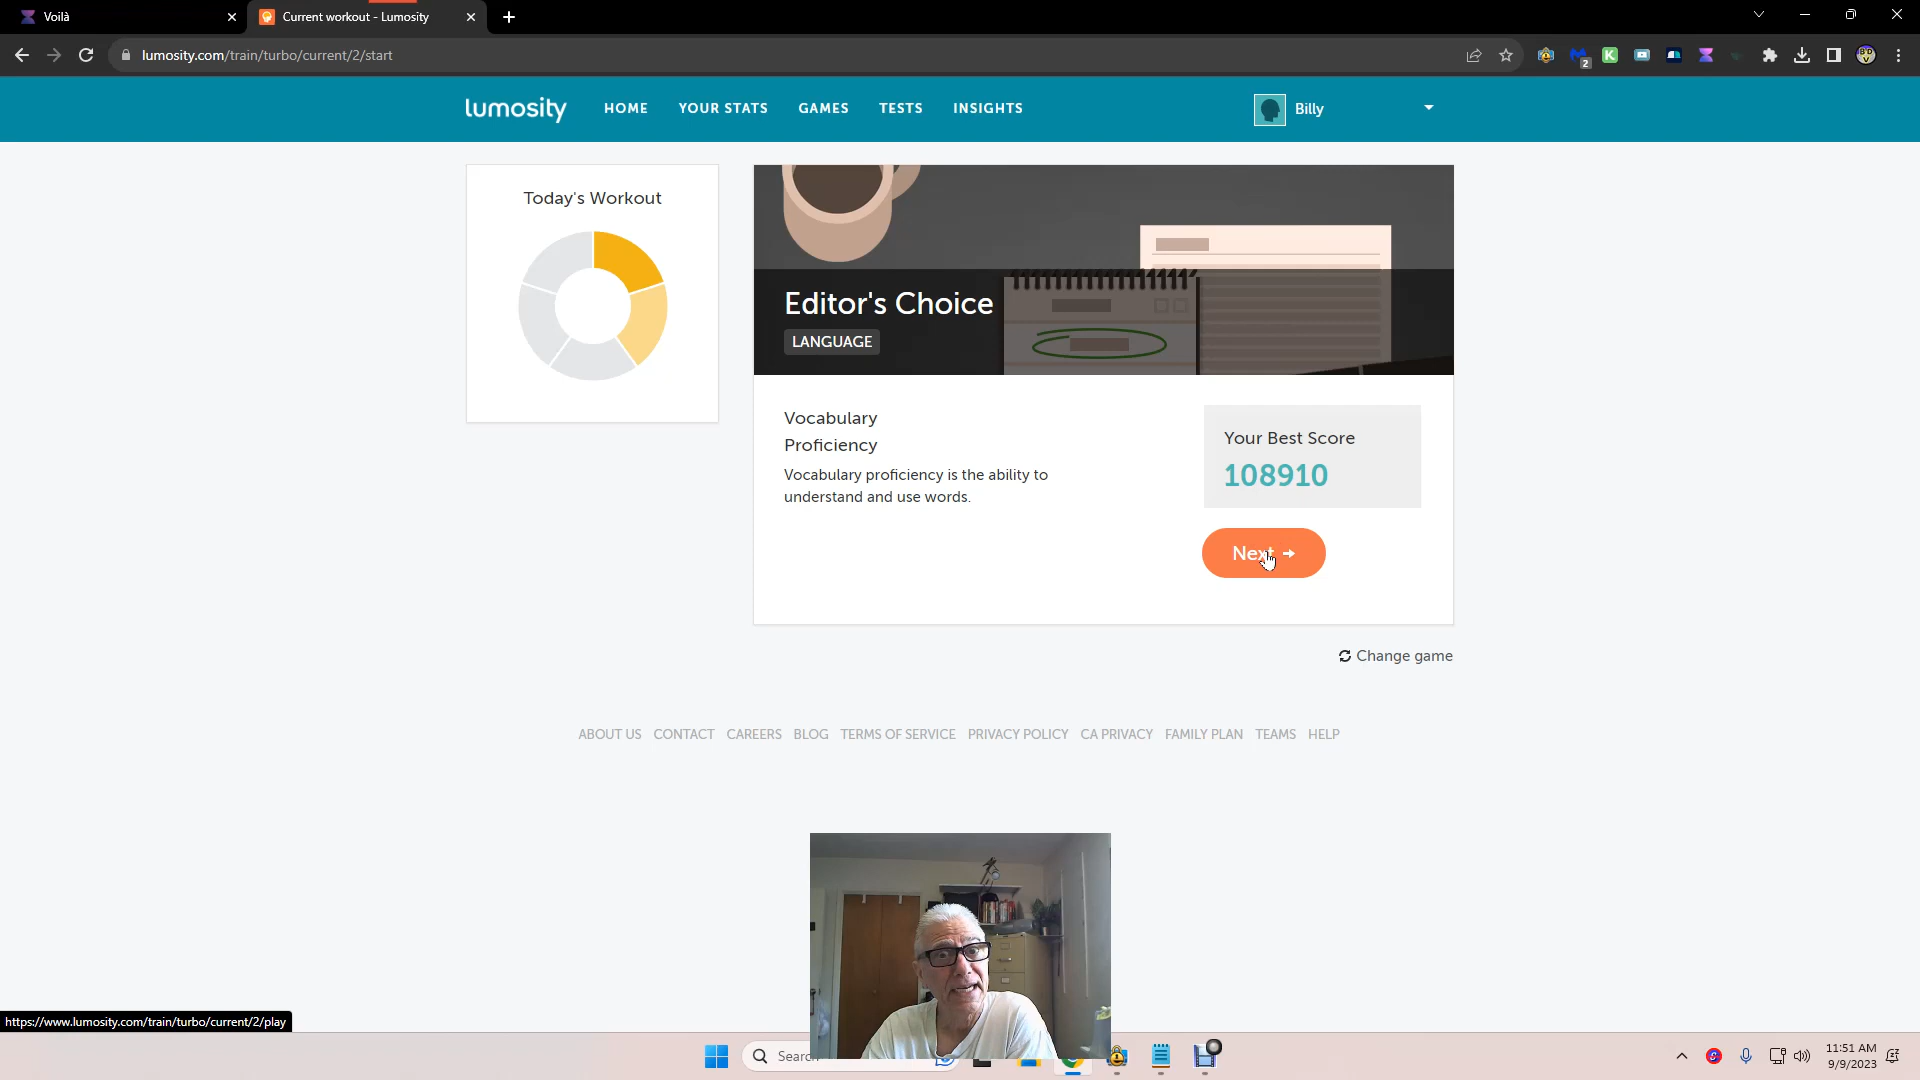 Voilà
Current workout - Lumosity
lumosity.com/train/turbo/current/2/start
2
K
lumosity
HOME
YOUR STATS
GAMES
TESTS
INSIGHTS
Billy
Today's Workout
Editor's Choice
LANGUAGE
Vocabulary
Proficiency
Vocabulary proficiency is the ability to
understand and use words.
Your Best Score
108910
Next
Change game
ABOUT US CONTACT CAREERS BLOG TERMS OF SERVICE PRIVACY POLICY CA PRIVACY FAMILY PLAN TEAMS HELP
https://www.lumosity.com/train/turbo/current/2/play
Search
11:51 AM
9/9/2023